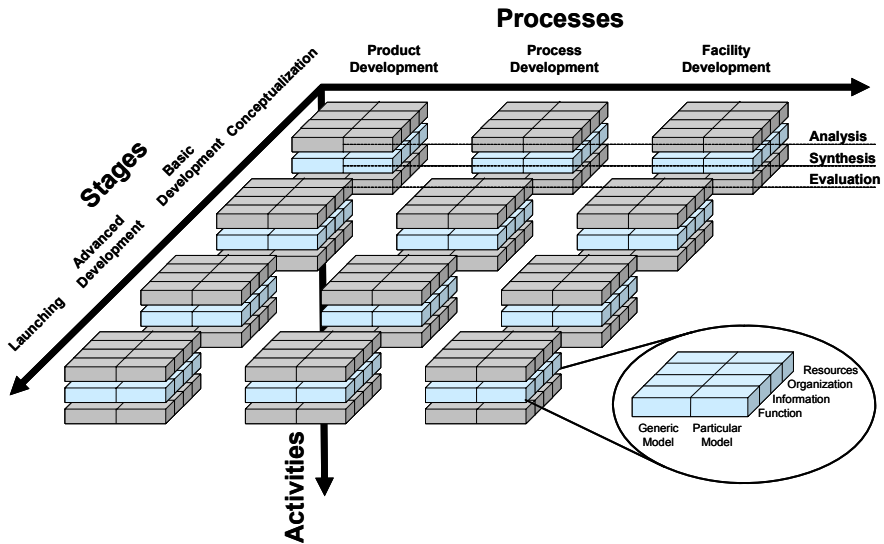 Processes
Product
Development
Process
Development
Facility
Development
Stages
Conceptualization
Basic
Development
Advanced
Development
Launching
Analysis
Synthesis
Evaluation
Activities
Resources
Organization
Information
Function
Generic
Model
Particular
Model